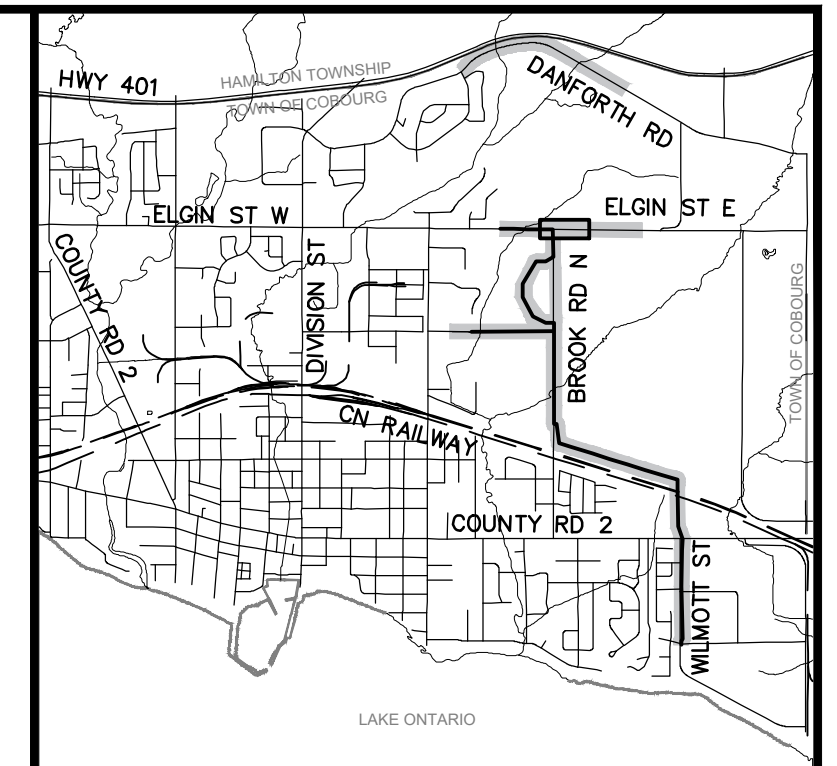 HWY 401
HAMILTON TOWNSHIP
TOWN OF COBOURG
DANFORTH RD
ELGIN ST W
ELGIN ST E
COUNTY RD 2
DIVISION ST
BROOK RD N
TOWN OF COBOURG
CN RAILWAY
COUNTY RD 2
WILMOTT ST
LAKE ONTARIO